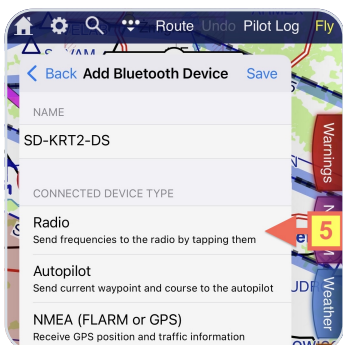 Route Undo Pilot Log Fly
Back Add Bluetooth Device Save
NAME
SD-KRT2-DS
CONNECTED DEVICE TYPE
Radio
Send frequencies to the radio by tapping them
Autopilot
Send current waypoint and course to the autopilot
NMEA (FLARM or GPS)
Receive GPS position and traffic information
Warnings
5
Weather